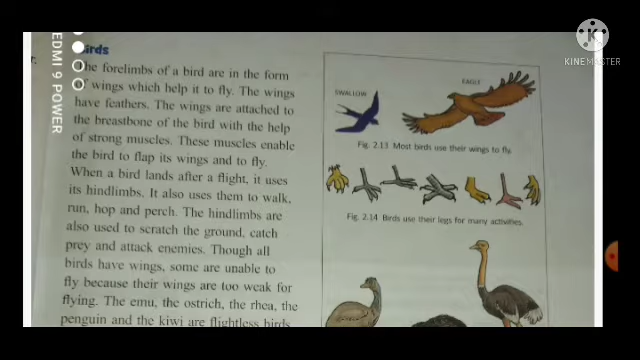 KINEMASTER
EDMI 9 POWER
r.
Birds
The forelimbs of a bird are in the form
of wings which help it to fly. The wings
have feathers. The wings are attached to
the breastbone of the bird with the help
of strong muscles. These muscles enable
the bird to flap its wings and to fly.
When a bird lands after a flight, it uses
its hindlimbs. It also uses them to walk,
run, hop and perch. The hindlimbs are
also used to scratch the ground, catch
prey and attack enemies. Though all
birds have wings, some are unable to
fly because their wings are too weak for
flying. The emu, the ostrich, the rhea, the
penguin and the kiwi are flightless birds.
SWALLOW
EAGLE
Fig. 2.13 Most birds use their wings to fly.
Fig. 2.14 Birds use their legs for many activities.